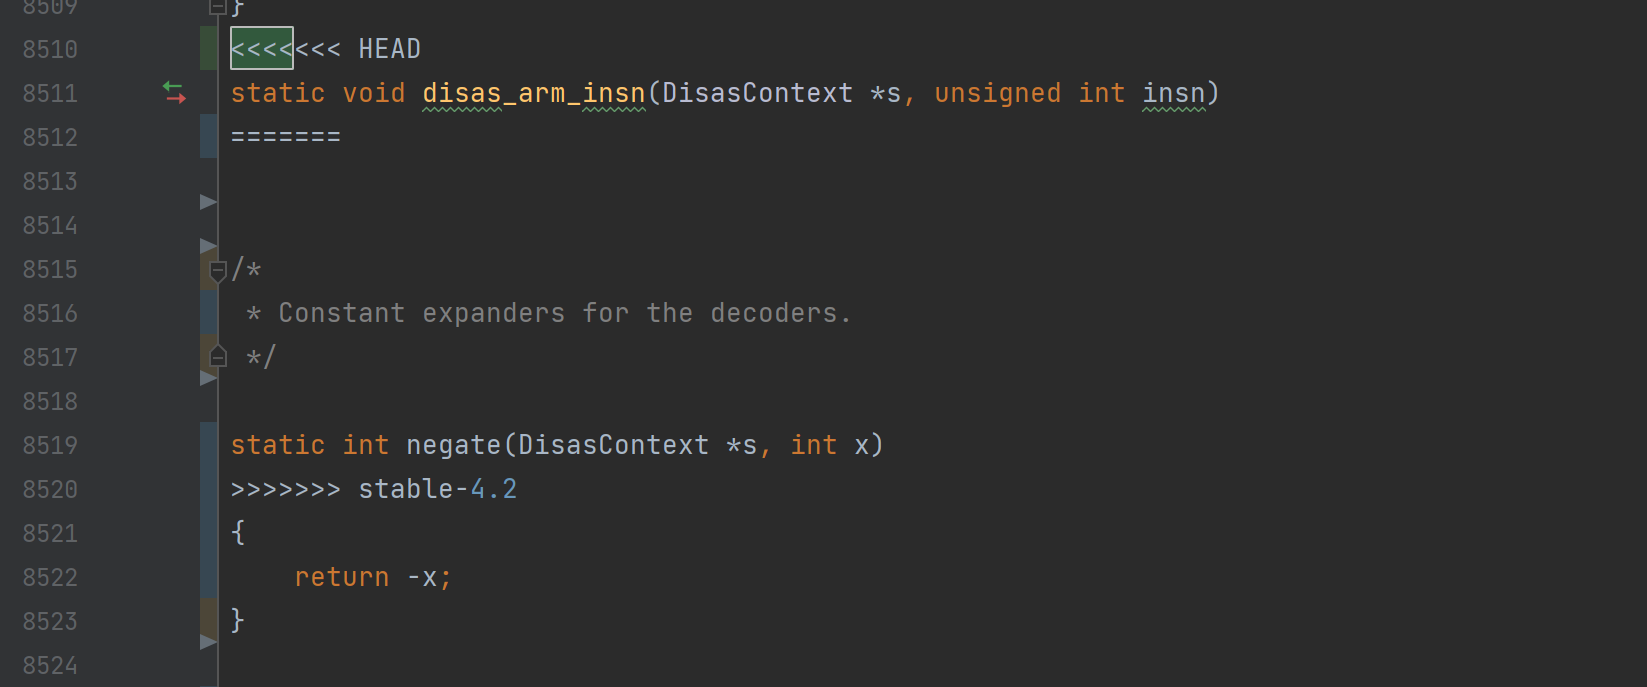 8509 }
8510 <<<<<<< HEAD
8511 static void disas_arm_insn(DisasContext *s, unsigned int insn)
8512 =======
8513
8514
8515 /*
8516  * Constant expanders for the decoders.
8517  */
8518
8519 static int negate(DisasContext *s, int x)
8520 >>>>>>> stable-4.2
8521 {
8522     return -x;
8523 }
8524